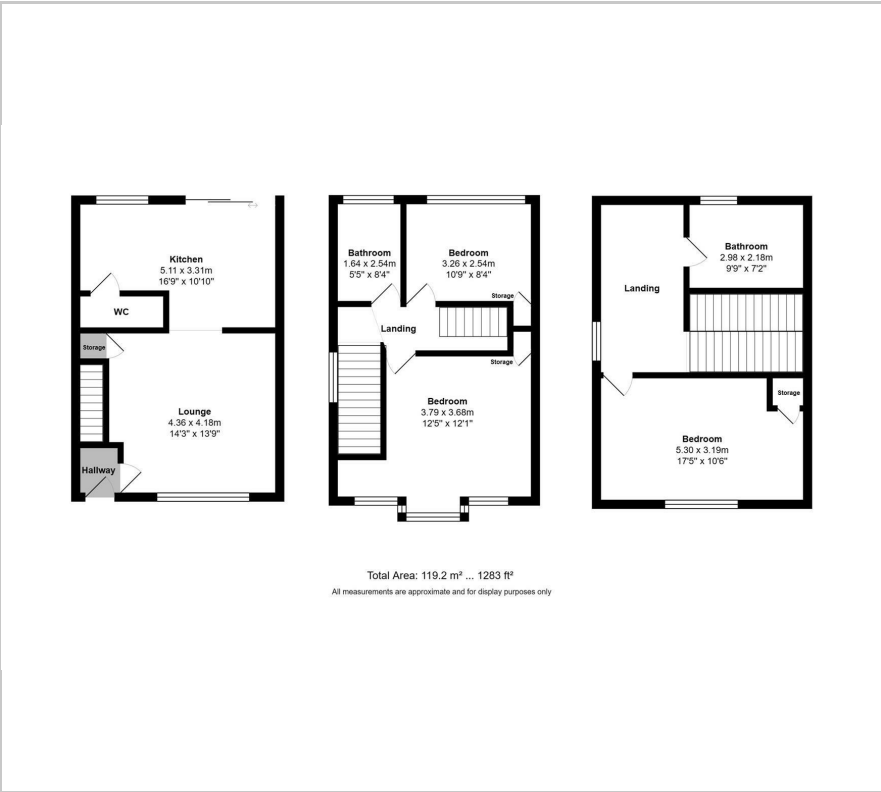 Kitchen
5.11 x 3.31m
16'9" x 10'10"
WC
Storage
Lounge
4.36 x 4.18m
14'3" x 13'9"
Hallway
Bathroom
1.64 x 2.54m
5'5" x 8'4"
Bedroom
3.26 x 2.54m
10'9" x 8'4"
Storage
Landing
Storage
Bedroom
3.79 x 3.68m
12'5" x 12'1"
Bathroom
2.98 x 2.18m
9'9" x 7'2"
Landing
Storage
Bedroom
5.30 x 3.19m
17'5" x 10'6"
Total Area: 119.2 m² ... 1283 ft²
All measurements are approximate and for display purposes only